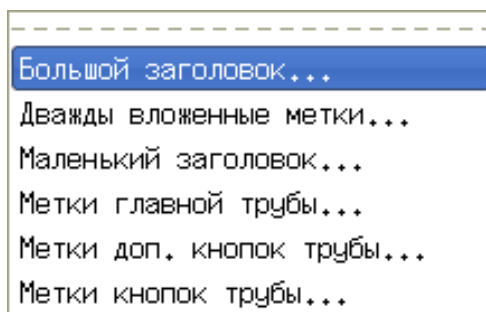 Большой заголовок...
Дважды вложенные метки...
Маленький заголовок...
Метки главной трубы...
Метки доп. кнопок трубы...
Метки кнопок трубы...